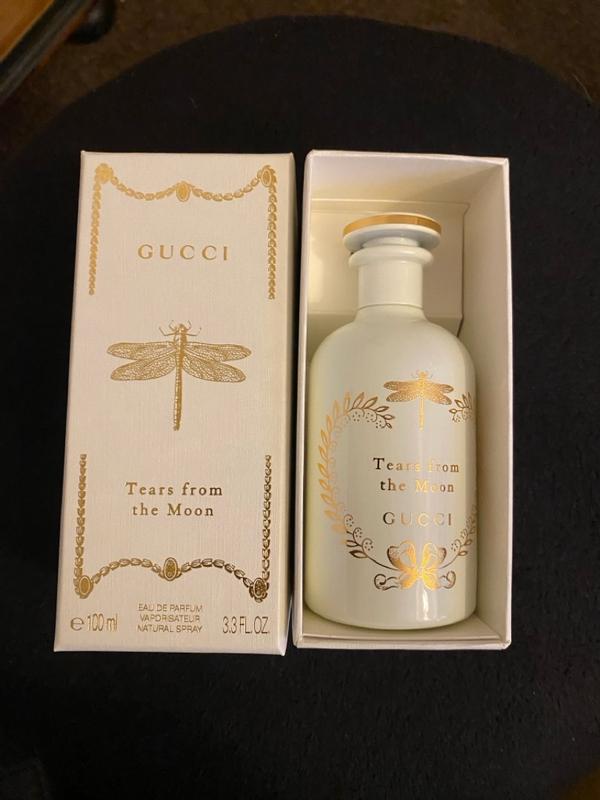 GUCCI
Tears from
the Moon
℮ 100 ml
EAU DE PARFUM
VAPORISATEUR
NATURAL SPRAY
3.3 FL.OZ.
Tears from
the Moon
GUCCI